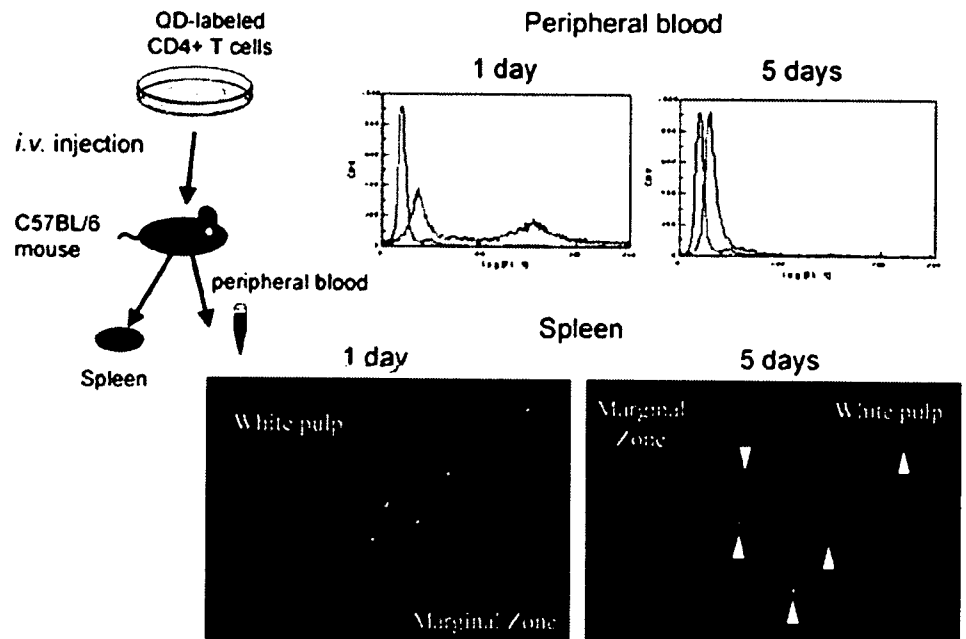 QD-labeled
CD4+ T cells
i.v. injection
C57BL/6
mouse
peripheral blood
Spleen
Peripheral blood
1 day
5 days
Spleen
1 day
5 days
White pulp
Marginal Zone
Marginal
Zone
White pulp